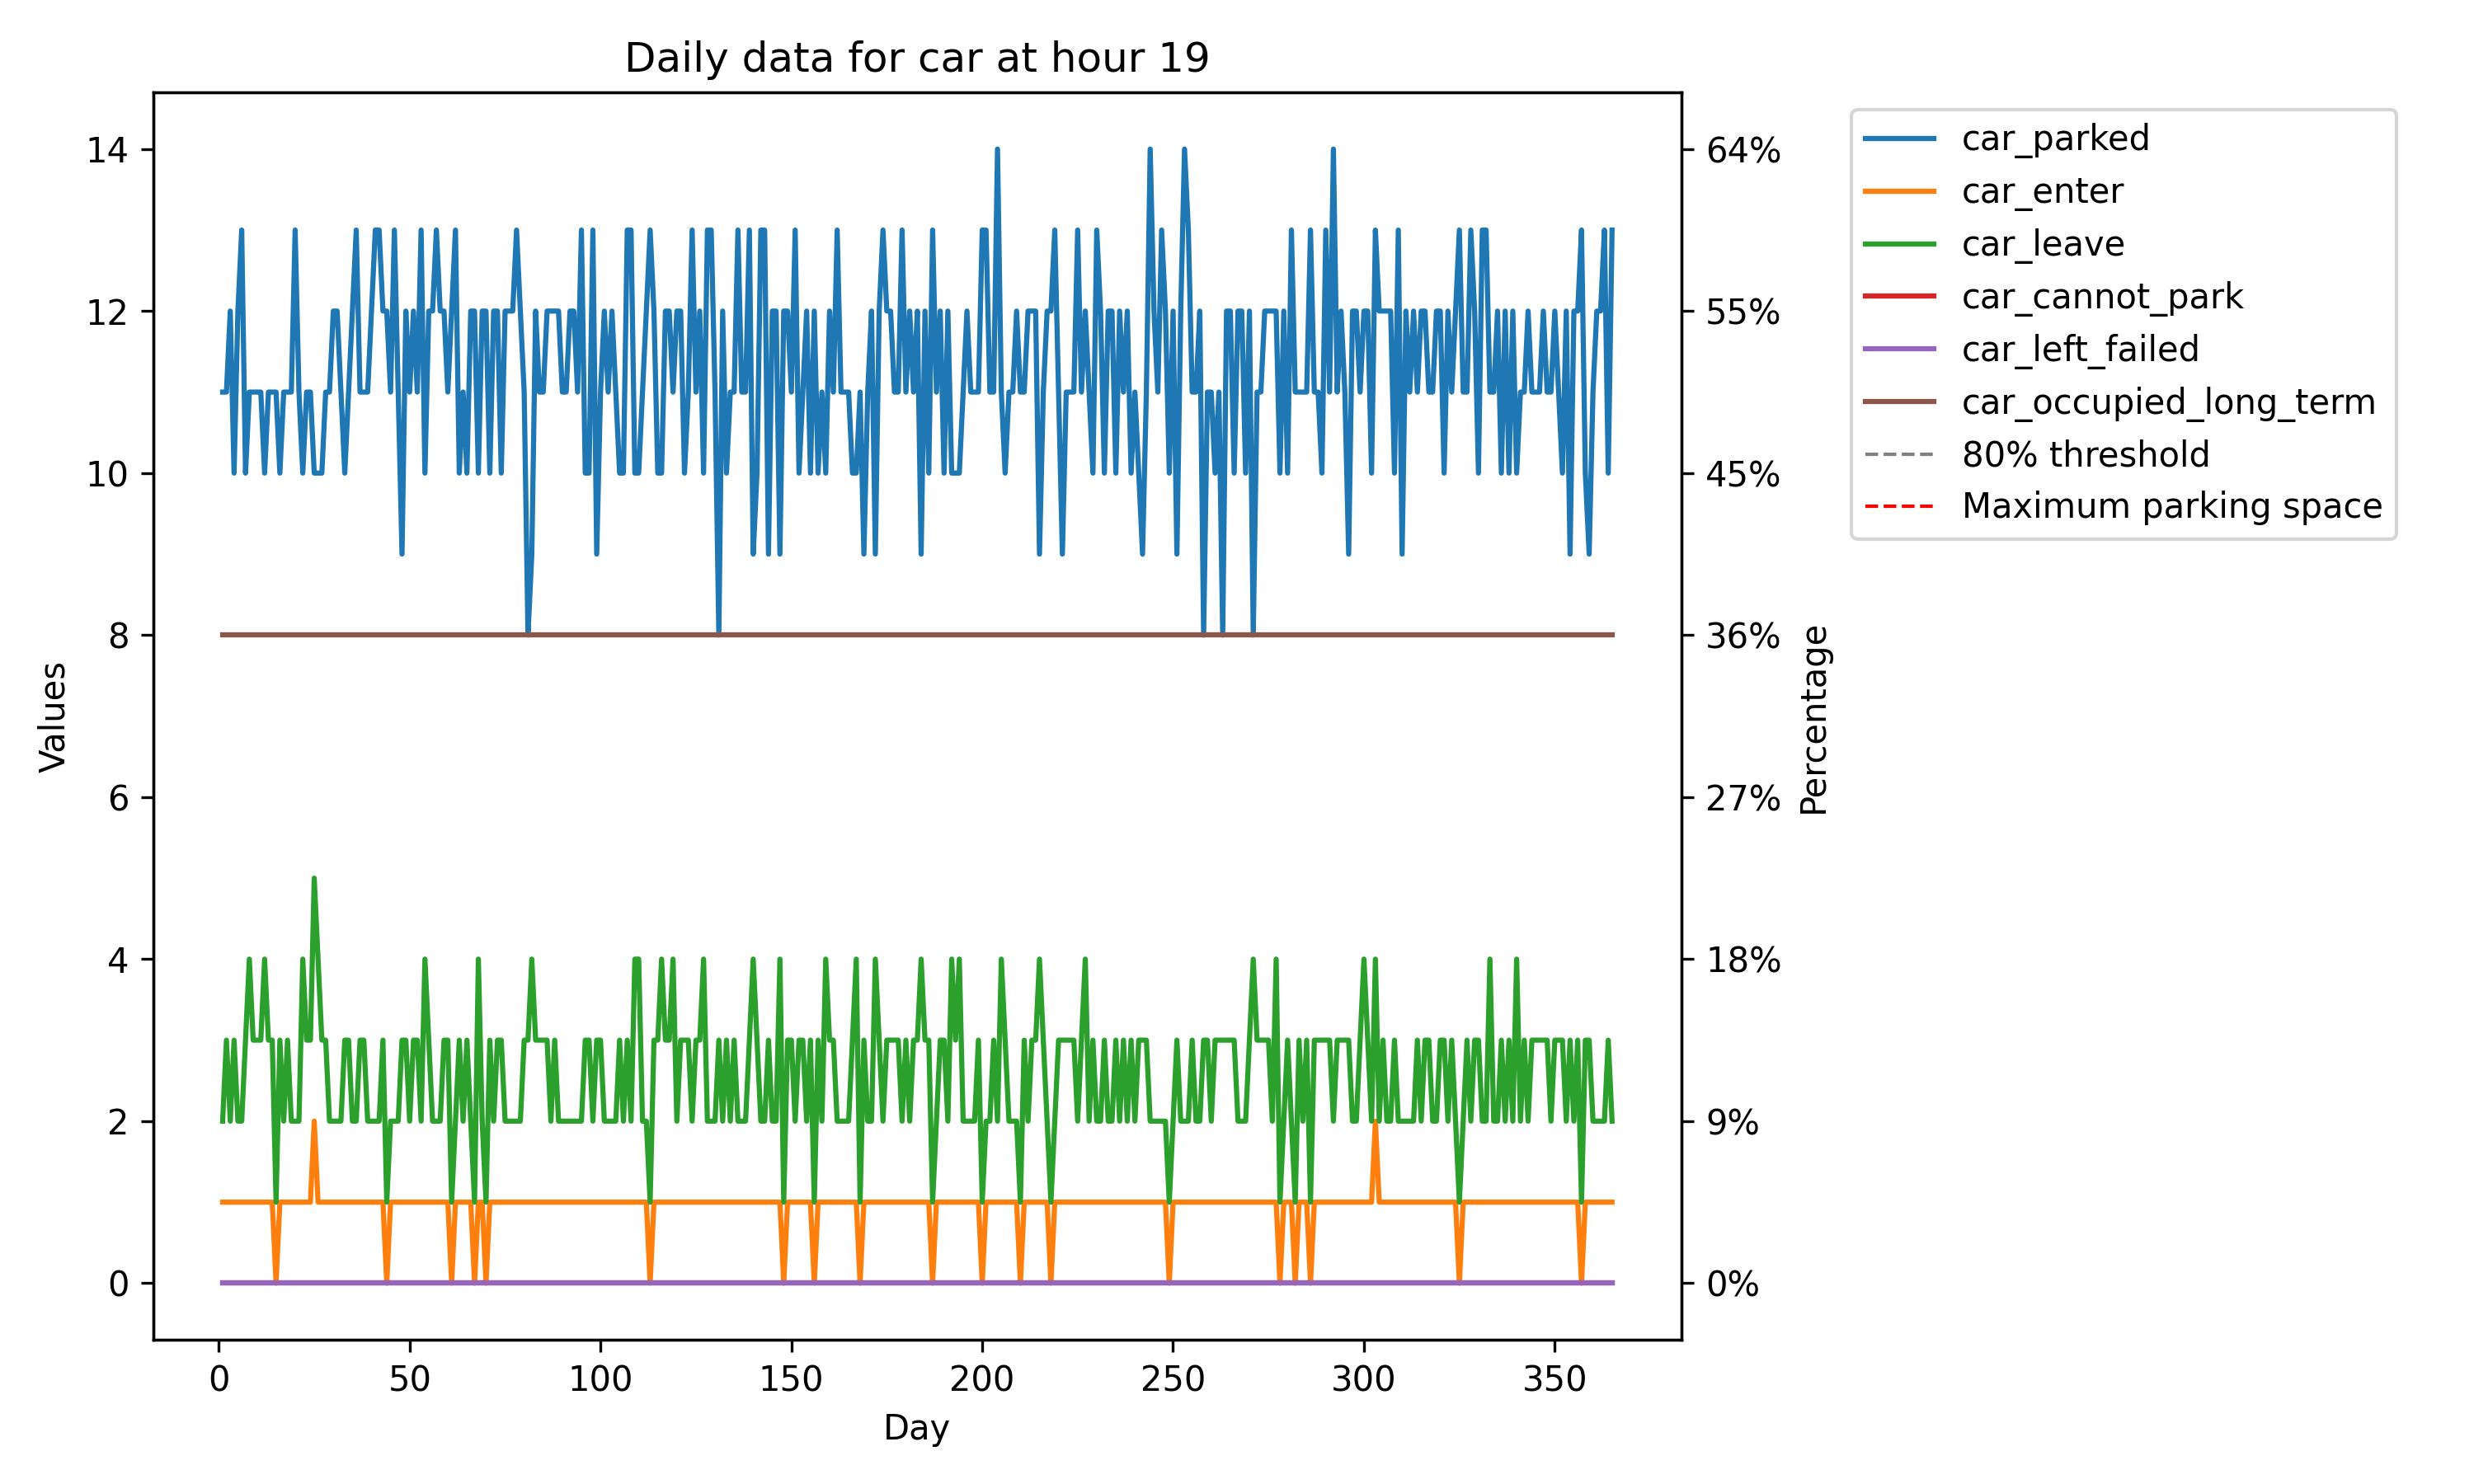 Daily data for car at hour 19
Values
14
12
10
8
6
4
2
0
0
50
100
150
200
250
300
350
Day
64%
55%
45%
36%
27%
18%
9%
0%
Percentage
car_parked
car_enter
car_leave
car_cannot_park
car_left_failed
car_occupied_long_term
80% threshold
Maximum parking space